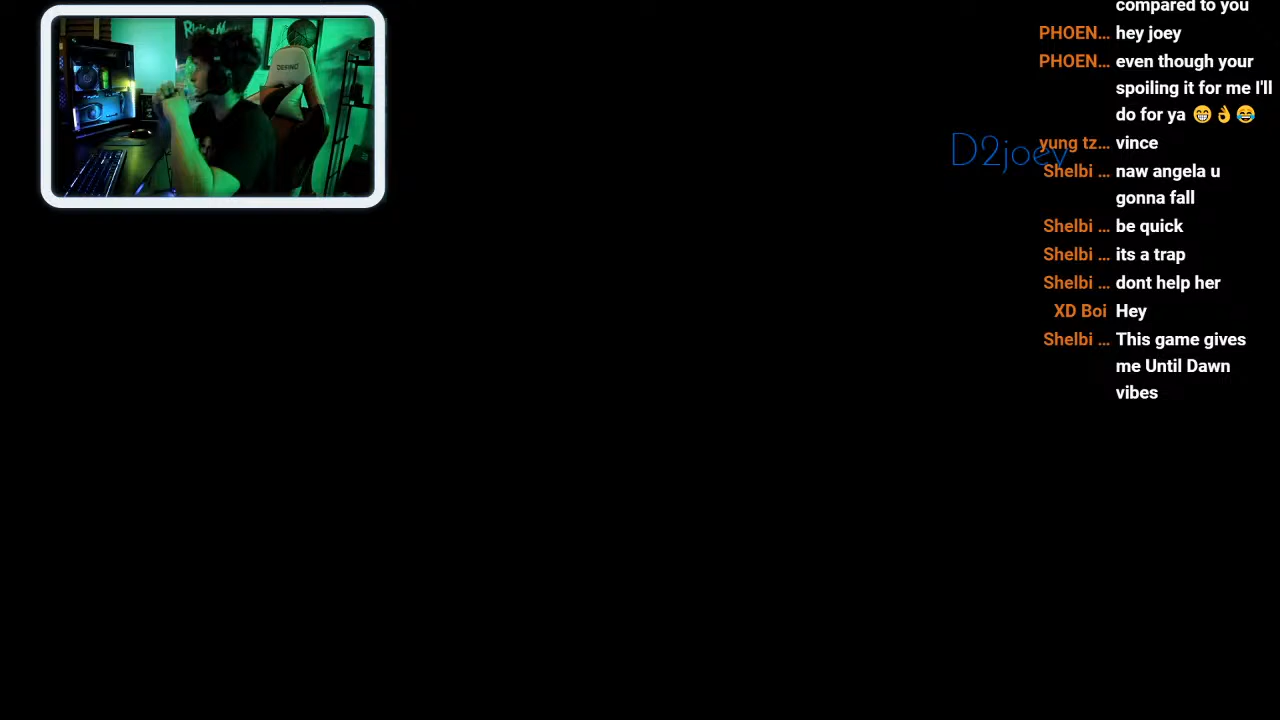 compared to you
PHOEN... hey joey
PHOEN... even though your
spoiling it for me I'll
do for ya 😁👌😂
yung tz... vince
D2joey
Shelbi ... naw angela u
gonna fall
Shelbi ... be quick
Shelbi ... its a trap
Shelbi ... dont help her
XD Boi Hey
Shelbi ... This game gives
me Until Dawn
vibes